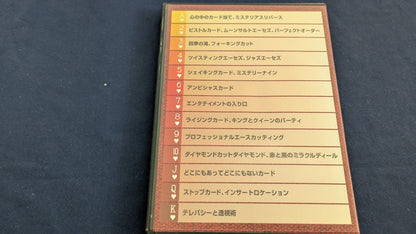 心の中のカード当て、ミステリアスリバース
2 ピストルカード、ムーンサルトエーセズ、パーフェクトオーダー
3 四季の滝、フォーキングカット
4 ツイスティングエーセズ、ジャズエーセズ
5 シェイキングカード、ミステリーナイン
6 アンビシャスカード
7 エンタテイメントの入り口
8 ライジングカード、キングとクイーンのパーティ
9 プロフェッショナルエースカッティング
10 ダイヤモンドカットダイヤモンド、赤と黒のミラクルディール
J どこにもあってどこにもないカード
Q ストップカード、インサートロケーション
K テレパシーと透視術